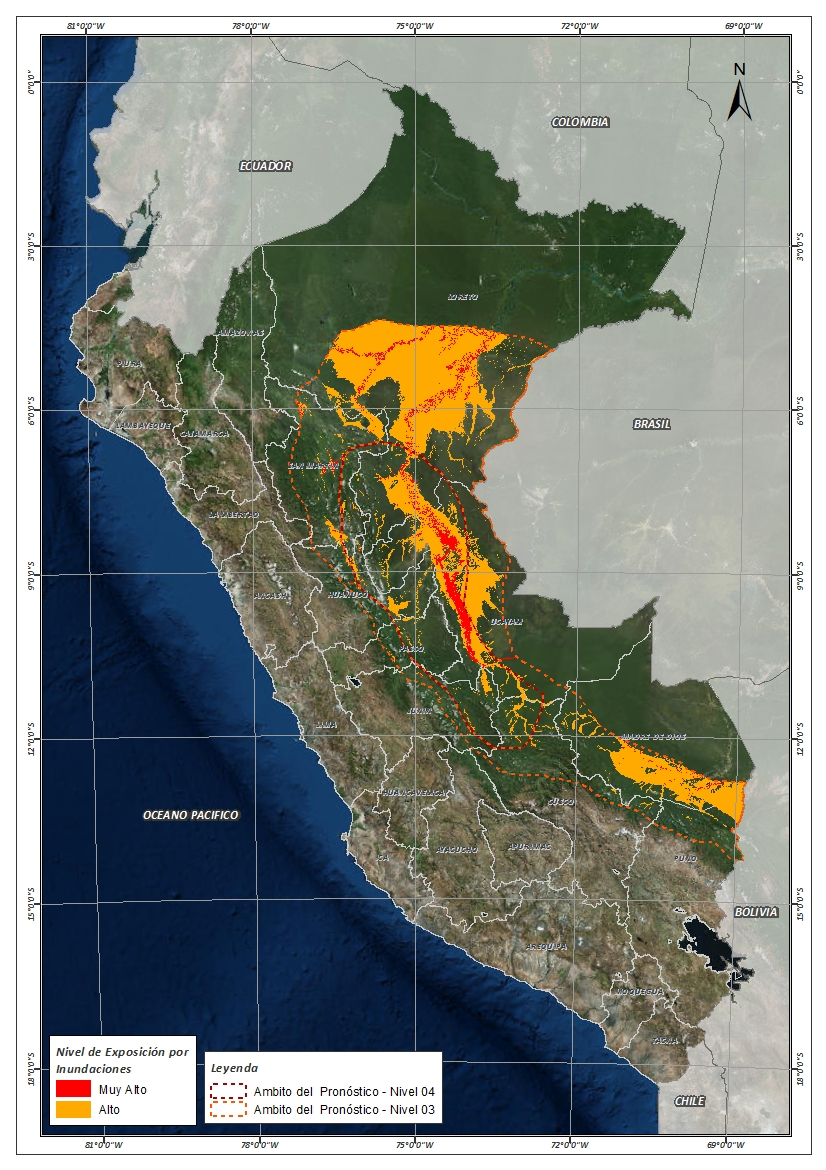 81°0'0"W
78°0'0"W
75°0'0"W
72°0'0"W
69°0'0"W
0°0'0"
0°0'0"
N
COLOMBIA
ECUADOR
3°0'0"S
3°0'0"S
LORETO
AMAZONAS
PIURA
6°0'0"S
6°0'0"S
LAMBAYEQUE
CAJAMARCA
BRASIL
SAN MARTIN
LA LIBERTAD
9°0'0"S
9°0'0"S
ANCASH
HUANUCO
UCAYALI
PASCO
JUNIN
LIMA
MADRE DE DIOS
12°0'0"S
12°0'0"S
HUANCAVELICA
CUSCO
OCEANO PACIFICO
AYACUCHO
APURIMAC
ICA
PUNO
15°0'0"S
15°0'0"S
BOLIVIA
AREQUIPA
MOQUEGUA
TACNA
18°0'0"S
18°0'0"S
CHILE
Nivel de Exposición por
Inundaciones
Muy Alto
Alto
Leyenda
Ambito del Pronóstico - Nivel 04
Ambito del Pronóstico - Nivel 03
81°0'0"W
78°0'0"W
75°0'0"W
72°0'0"W
69°0'0"W